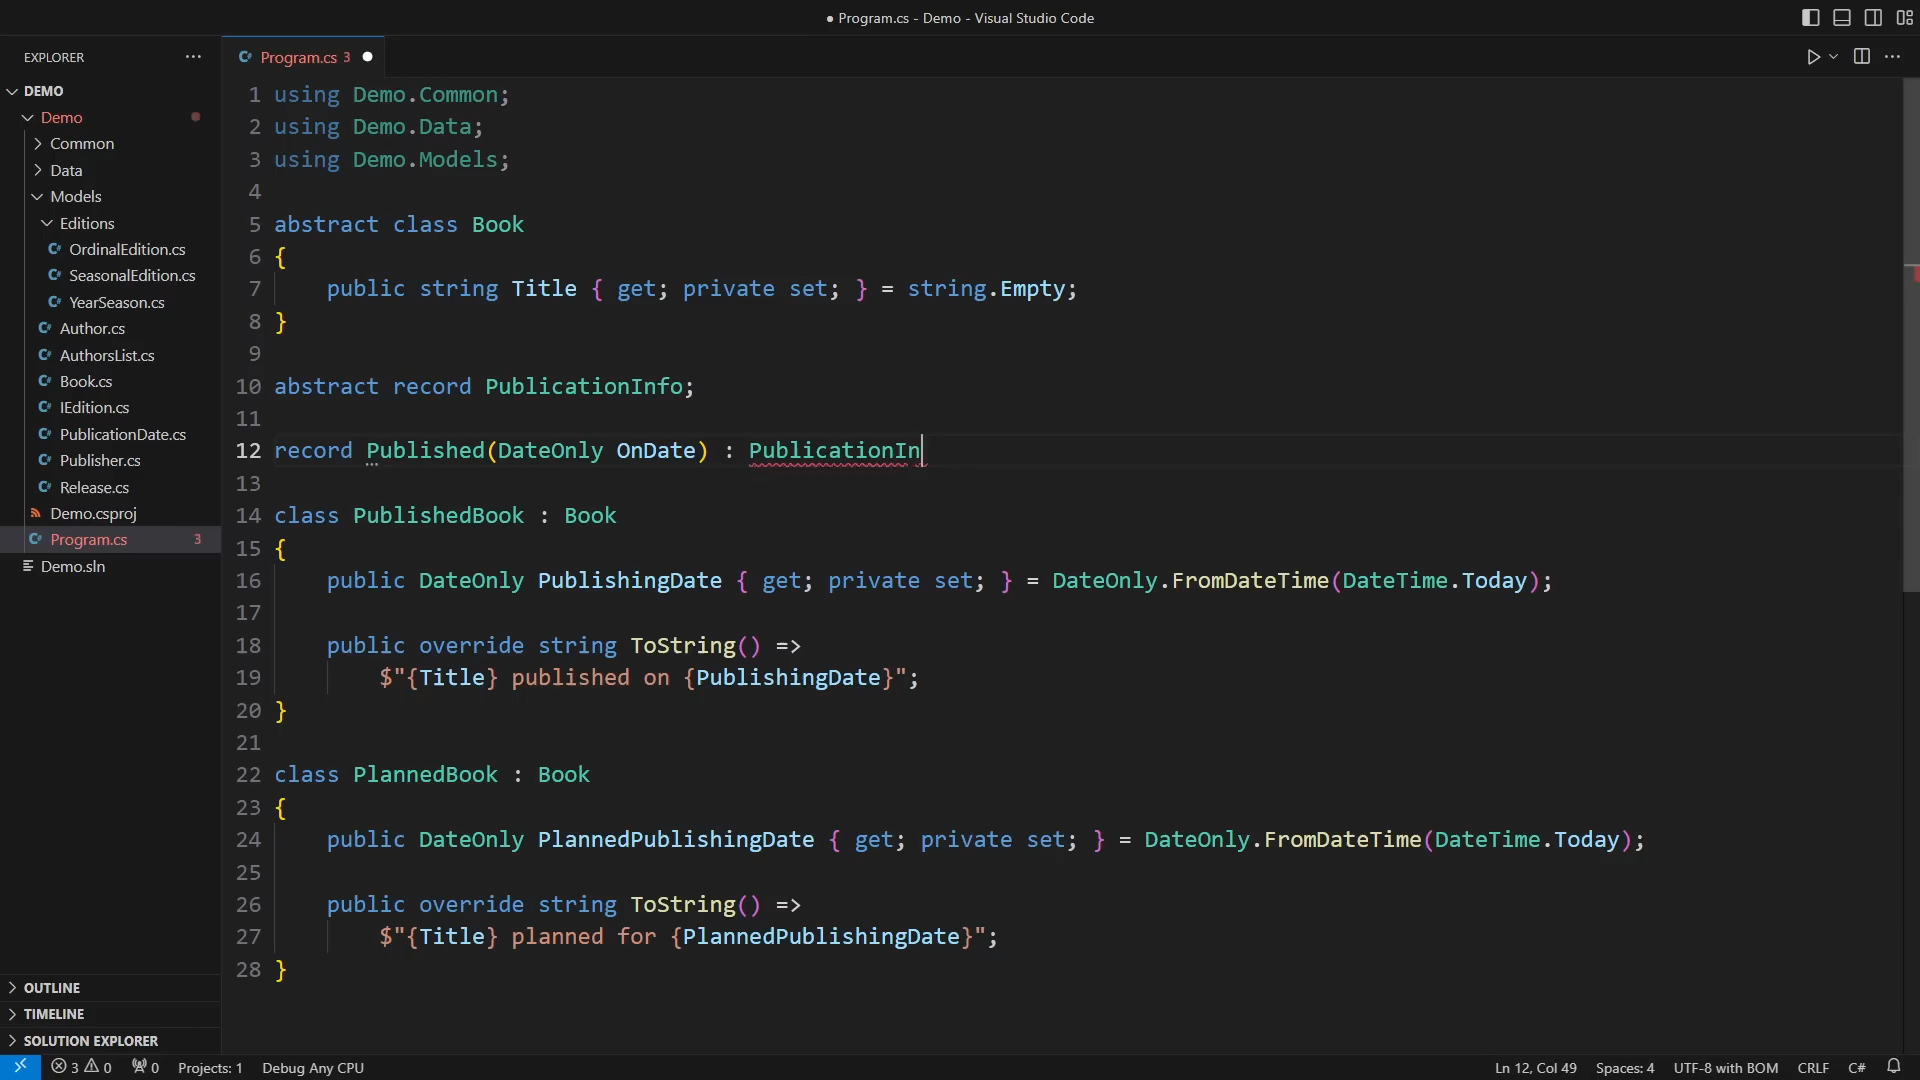 ● Program.cs - Demo - Visual Studio Code
EXPLORER
Program.cs 3
DEMO
Demo
Common
Data
Models
Editions
OrdinalEdition.cs
SeasonalEdition.cs
YearSeason.cs
Author.cs
AuthorsList.cs
Book.cs
IEdition.cs
PublicationDate.cs
Publisher.cs
Release.cs
Demo.csproj
Program.cs 3
Demo.sln
OUTLINE
TIMELINE
SOLUTION EXPLORER
1 using Demo.Common;
2 using Demo.Data;
3 using Demo.Models;
4
5 abstract class Book
6 {
7     public string Title { get; private set; } = string.Empty;
8 }
9
10 abstract record PublicationInfo;
11
12 record Published(DateOnly OnDate) : PublicationIn
13
14 class PublishedBook : Book
15 {
16     public DateOnly PublishingDate { get; private set; } = DateOnly.FromDateTime(DateTime.Today);
17
18     public override string ToString() =>
19         $"{Title} published on {PublishingDate}";
20 }
21
22 class PlannedBook : Book
23 {
24     public DateOnly PlannedPublishingDate { get; private set; } = DateOnly.FromDateTime(DateTime.Today);
25
26     public override string ToString() =>
27         $"{Title} planned for {PlannedPublishingDate}";
28 }
3 0 0 Projects: 1 Debug Any CPU Ln 12, Col 49 Spaces: 4 UTF-8 with BOM CRLF C#